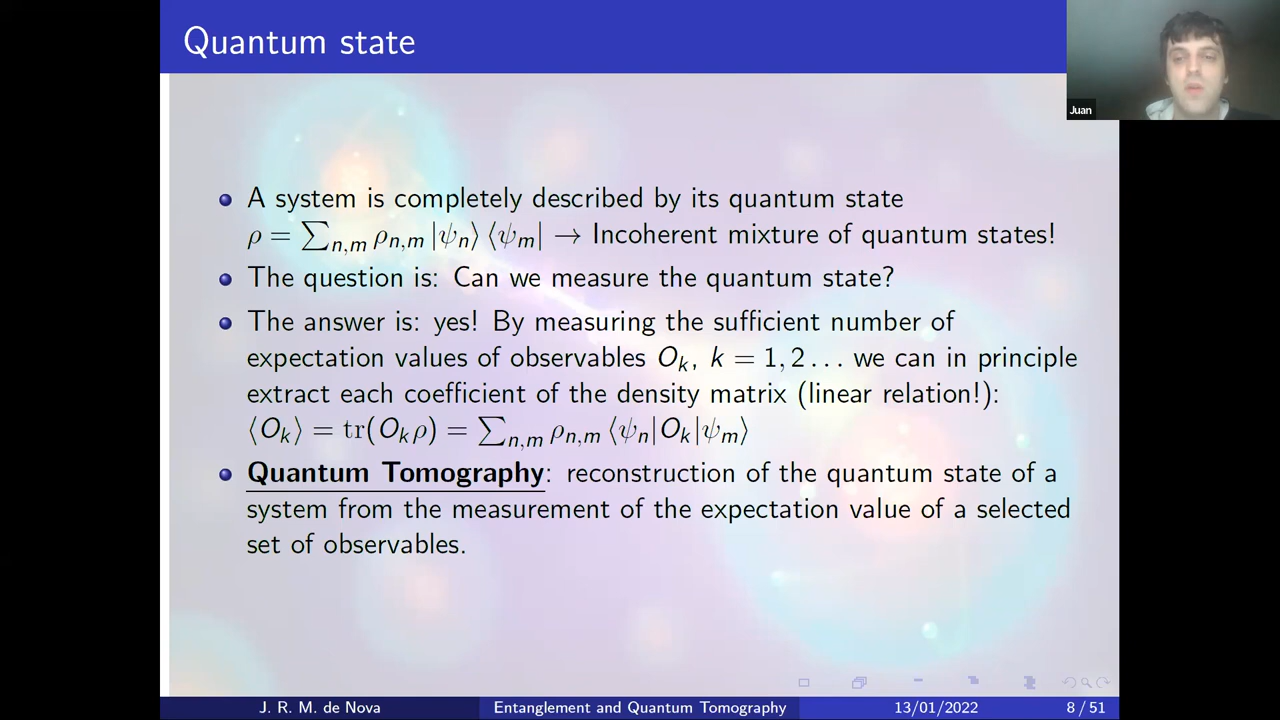 Quantum state
Juan
A system is completely described by its quantum state
ρ = ∑n,m ρn,m |ψn⟩ ⟨ψm| → Incoherent mixture of quantum states!
The question is: Can we measure the quantum state?
The answer is: yes! By measuring the sufficient number of
expectation values of observables Ok, k = 1, 2 . . . we can in principle
extract each coefficient of the density matrix (linear relation!):
⟨Ok⟩ = tr(Okρ) = ∑n,m ρn,m ⟨ψn|Ok|ψm⟩
Quantum Tomography: reconstruction of the quantum state of a
system from the measurement of the expectation value of a selected
set of observables.
J. R. M. de Nova
Entanglement and Quantum Tomography
13/01/2022
8 / 51